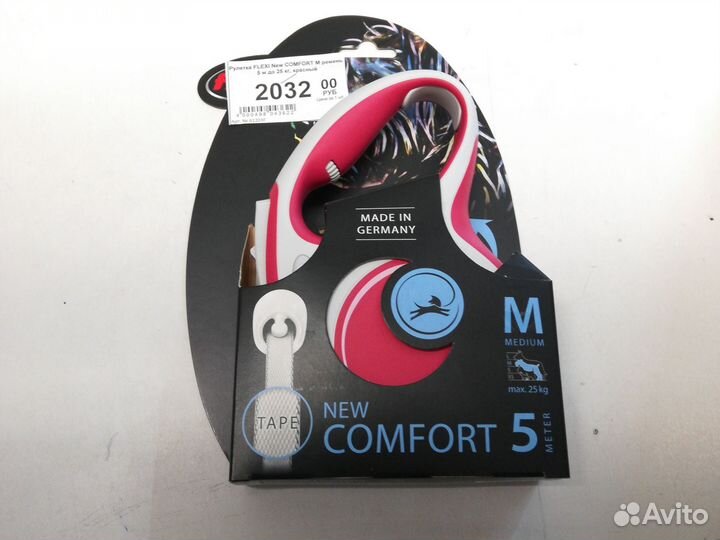 Рулетка FLEXI New COMFORT M ремень
5 м до 25 кг, красный
2032 00
РУБ
MADE IN
GERMANY
M
MEDIUM
max. 25 kg
TAPE
NEW
COMFORT 5
METER
Avito